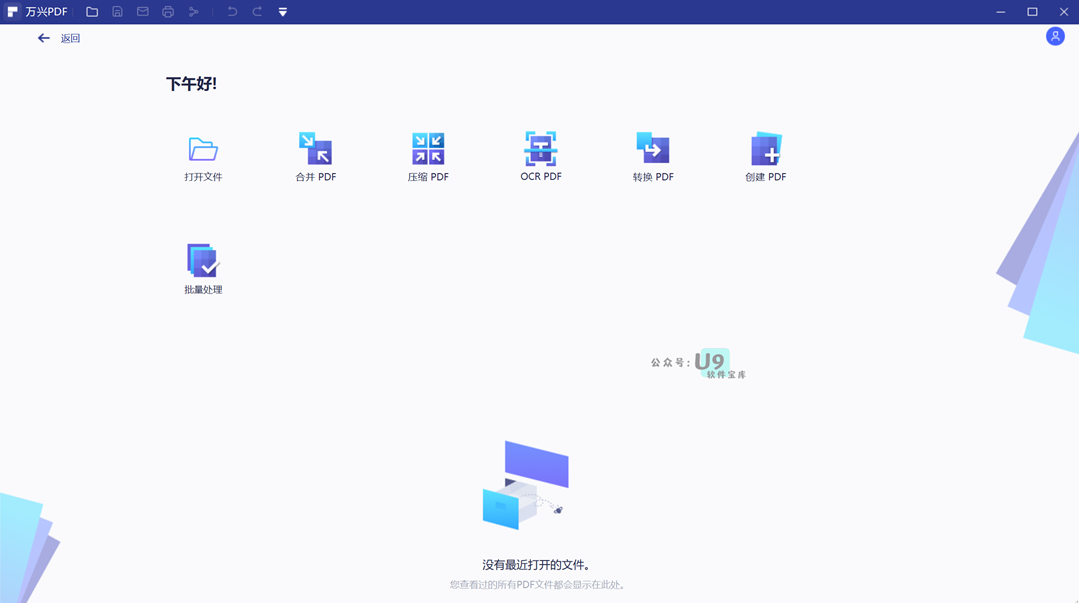 万兴PDF
返回
下午好!
打开文件
合并 PDF
压缩 PDF
OCR PDF
转换 PDF
创建 PDF
批量处理
公众号: U9
软件宝库
没有最近打开的文件。
您查看过的所有PDF文件都会显示在此处。